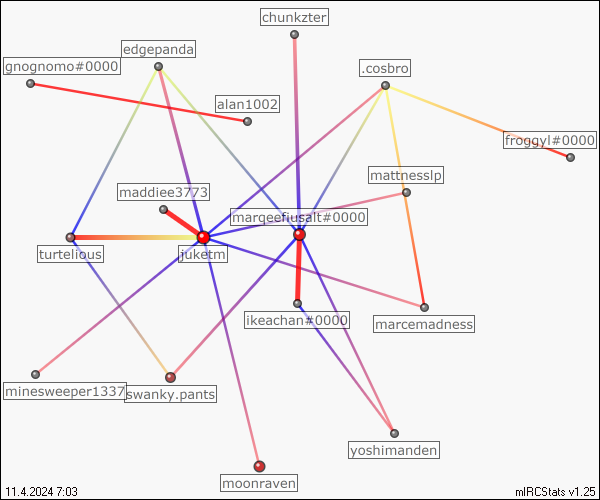 chunkzter
edgepanda
gnognomo#0000
.cosbro
alan1002
froggyl#0000
mattnesslp
maddiee3773
marqeefiusalt#0000
turtelious
juketm
ikeachan#0000
marcemadness
minesweeper1337
swanky.pants
yoshimanden
moonraven
11.4.2024 7:03
mIRCStats v1.25